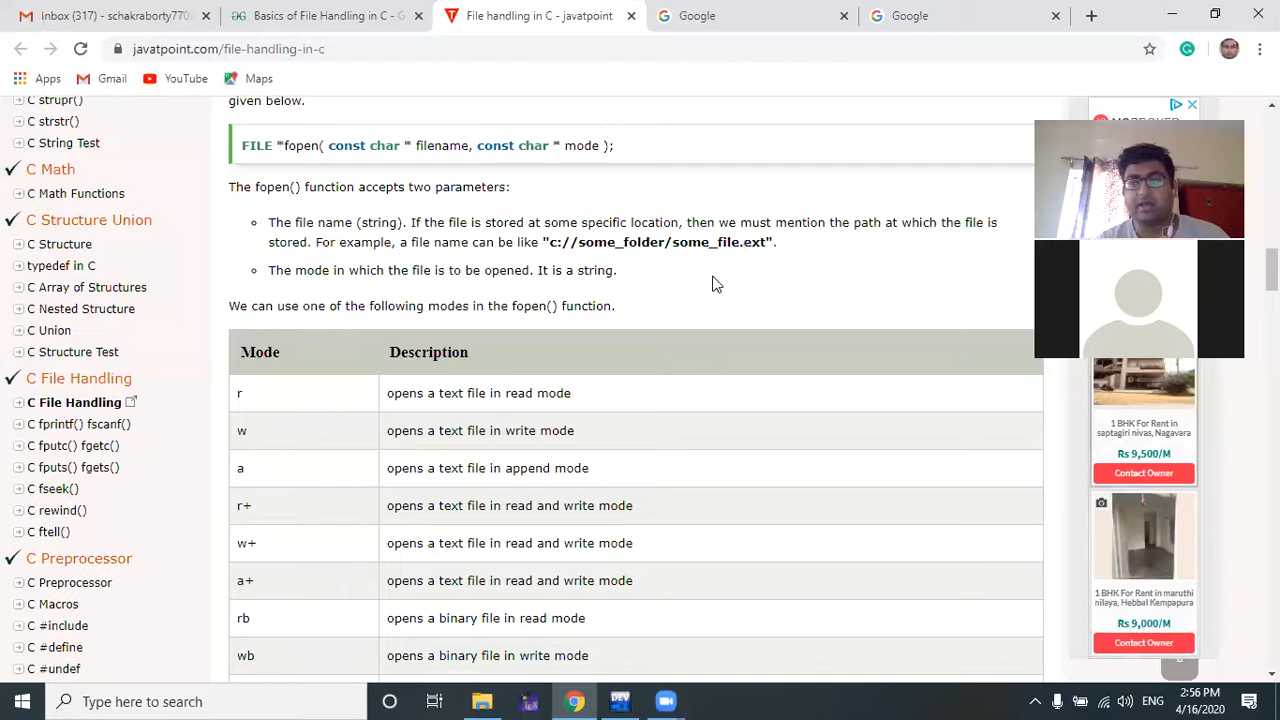 Inbox (317) - schakraborty770
Basics of File Handling in C - G
File handling in C - javatpoint
Google
Google
javatpoint.com/file-handling-in-c
Apps
Gmail
YouTube
Maps
C strupr()
C strstr()
C String Test
C Math
C Math Functions
C Structure Union
C Structure
typedef in C
C Array of Structures
C Nested Structure
C Union
C Structure Test
C File Handling
C File Handling
fprintf() fscanf()
C fputc() fgetc()
C fputs() fgets()
C fseek()
C rewind()
C ftell()
C Preprocessor
C Preprocessor
C Macros
C #include
C #define
C #undef
given below.
FILE *fopen( const char * filename, const char * mode );
The fopen() function accepts two parameters:
The file name (string). If the file is stored at some specific location, then we must mention the path at which the file is
stored. For example, a file name can be like "c://some_folder/some_file.ext".
The mode in which the file is to be opened. It is a string.
We can use one of the following modes in the fopen() function.
Mode Description
r opens a text file in read mode
w opens a text file in write mode
a opens a text file in append mode
r+ opens a text file in read and write mode
w+ opens a text file in read and write mode
a+ opens a text file in read and write mode
rb opens a binary file in read mode
wb opens a binary file in write mode
1 BHK For Rent in
saptagiri nivas, Nagavara
Rs 9,500/M
Contact Owner
1 BHK For Rent in maruthi
nilaya, Hebbal Kempapura
Rs 9,000/M
Contact Owner
Type here to search
DEV
ENG
2:56 PM
4/16/2020